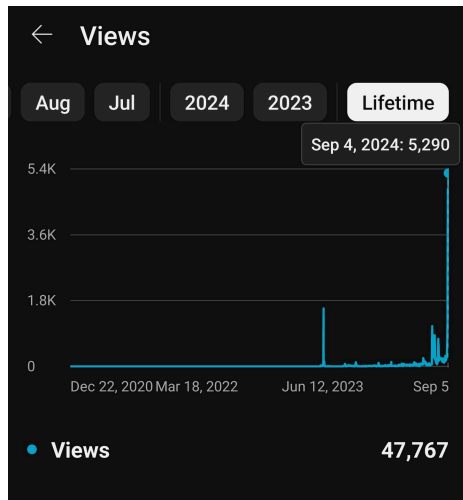 Views
Aug Jul 2024 2023 Lifetime
Sep 4, 2024: 5,290
5.4K
3.6K
1.8K
0
Dec 22, 2020 Mar 18, 2022 Jun 12, 2023 Sep 5
Views 47,767